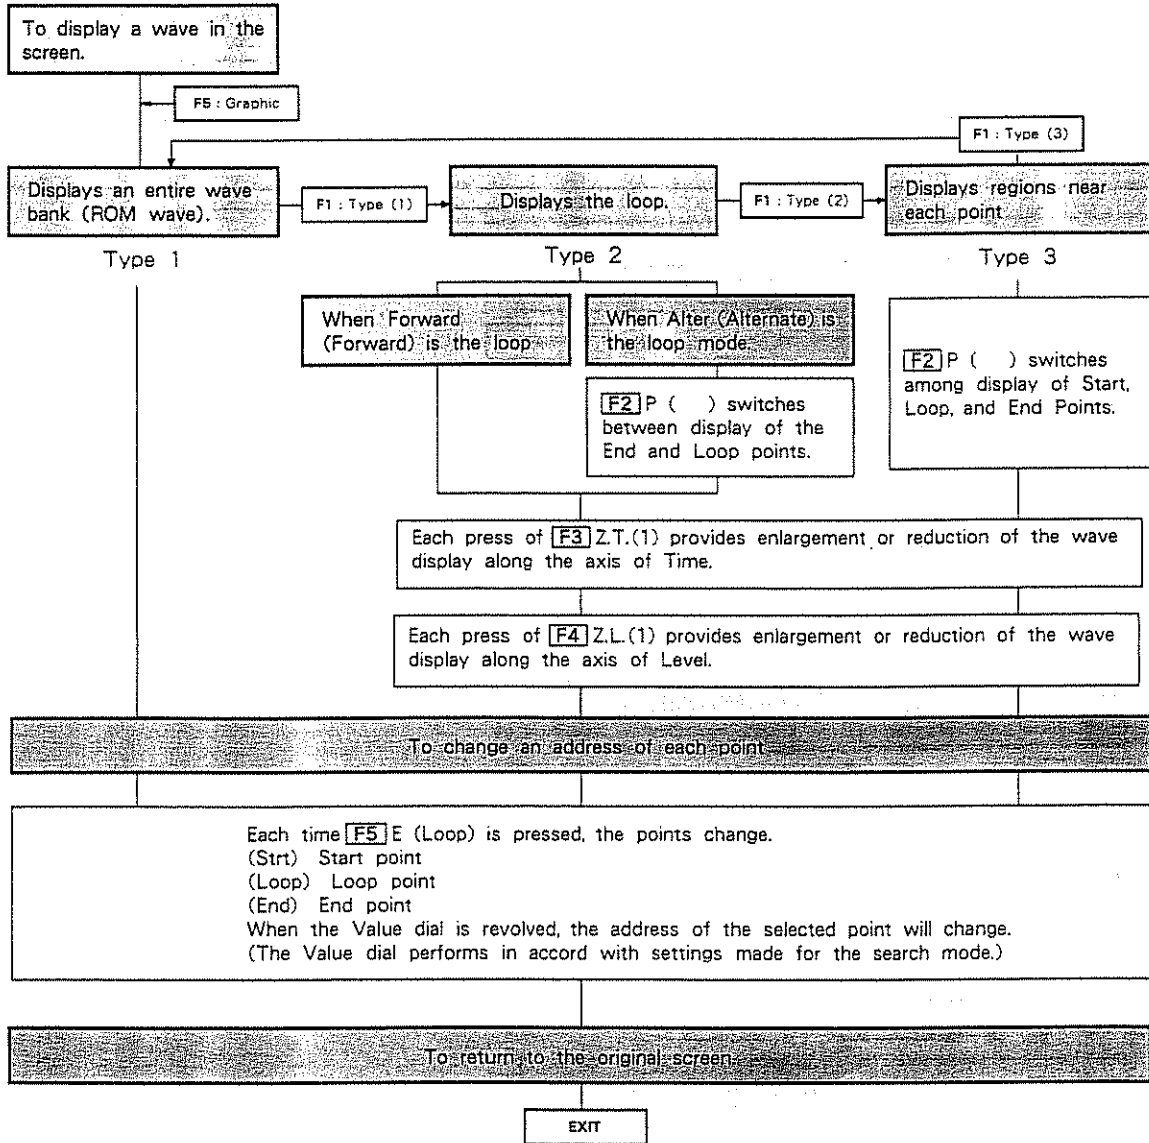 To display a wave in the
screen.
F5 : Graphic
F1 : Type (3)
Displays an entire wave
bank (ROM wave).
F1 : Type (1)
Displays the loop.
F1 : Type (2)
Displays regions near
each point
Type 1
Type 2
Type 3
When Forward
(Forward) is the loop
When Alter (Alternate) is
the loop mode.
F2 P (   ) switches
between display of the
End and Loop points.
F2 P (   ) switches
among display of Start,
Loop, and End Points.
Each press of F3 Z.T.(1) provides enlargement or reduction of the wave
display along the axis of Time.
Each press of F4 Z.L.(1) provides enlargement or reduction of the wave
display along the axis of Level.
To change an address of each point
Each time F5 E (Loop) is pressed, the points change.
(Strt) Start point
(Loop) Loop point
(End) End point
When the Value dial is revolved, the address of the selected point will change.
(The Value dial performs in accord with settings made for the search mode.)
To return to the original screen
EXIT